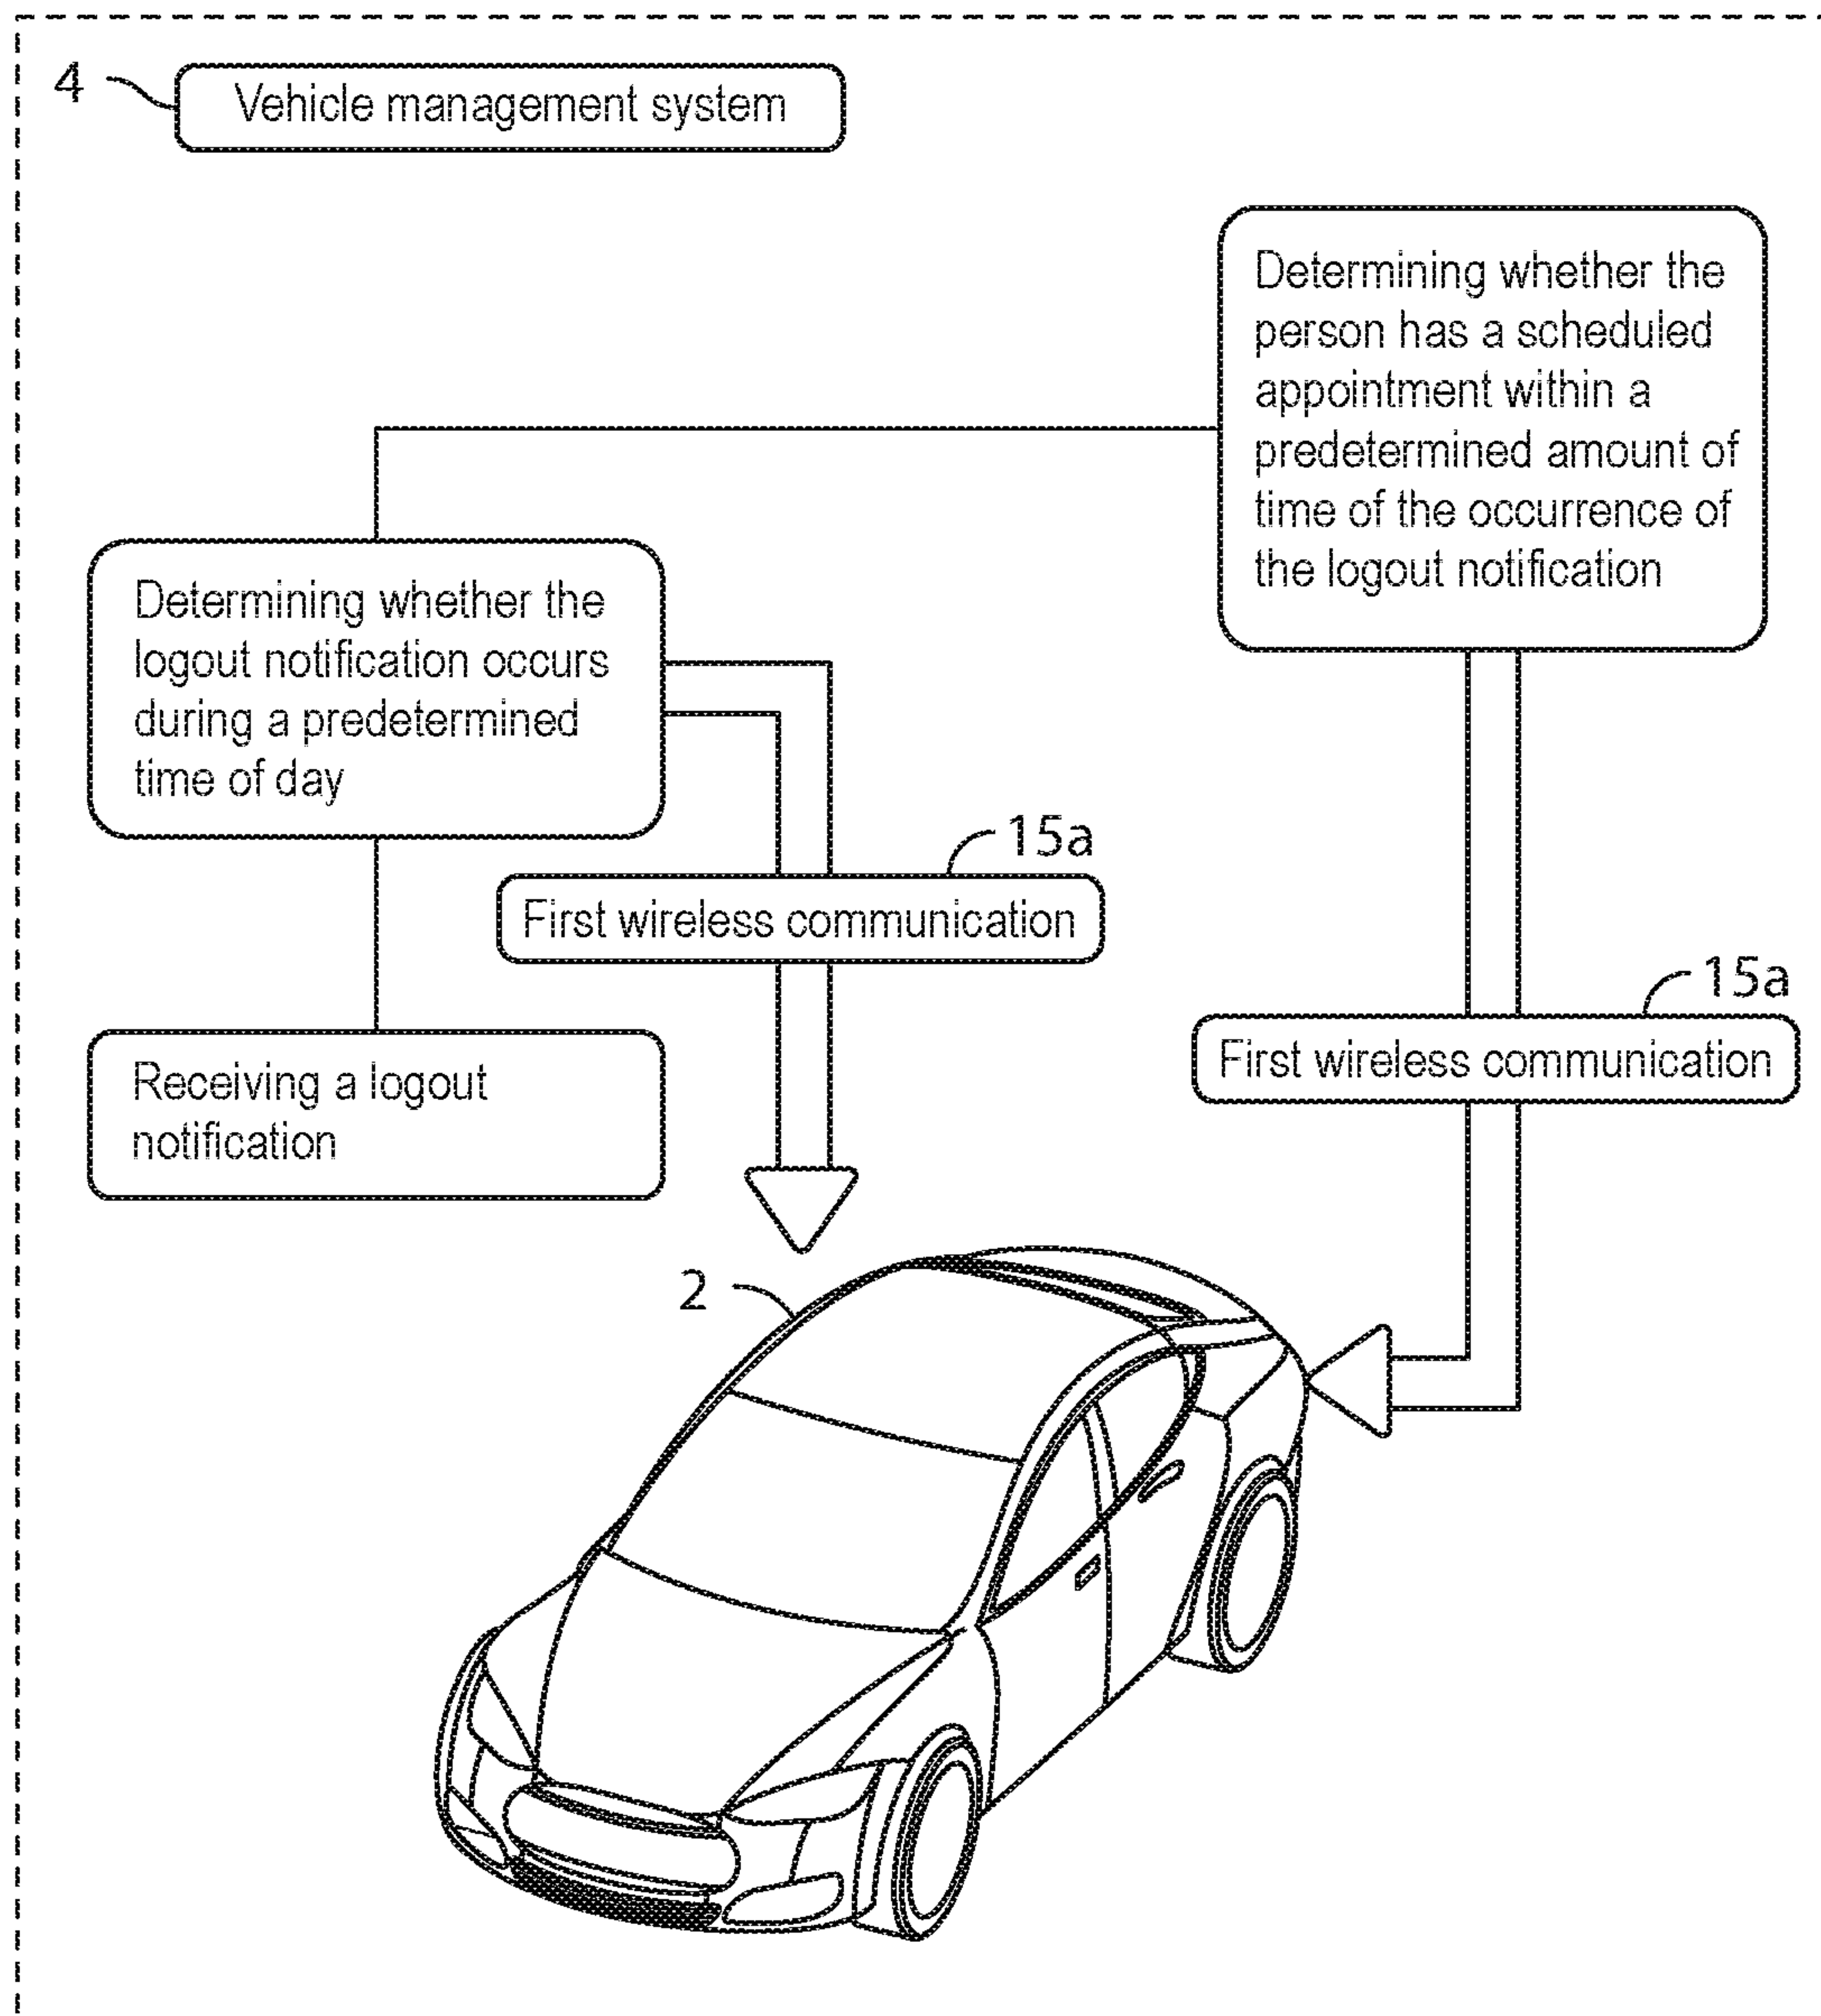 4
Vehicle management system
Determining whether the
person has a scheduled
appointment within a
predetermined amount of
time of the occurrence of
the logout notification
Determining whether the
logout notification occurs
during a predetermined
time of day
15a
First wireless communication
15a
First wireless communication
Receiving a logout
notification
2